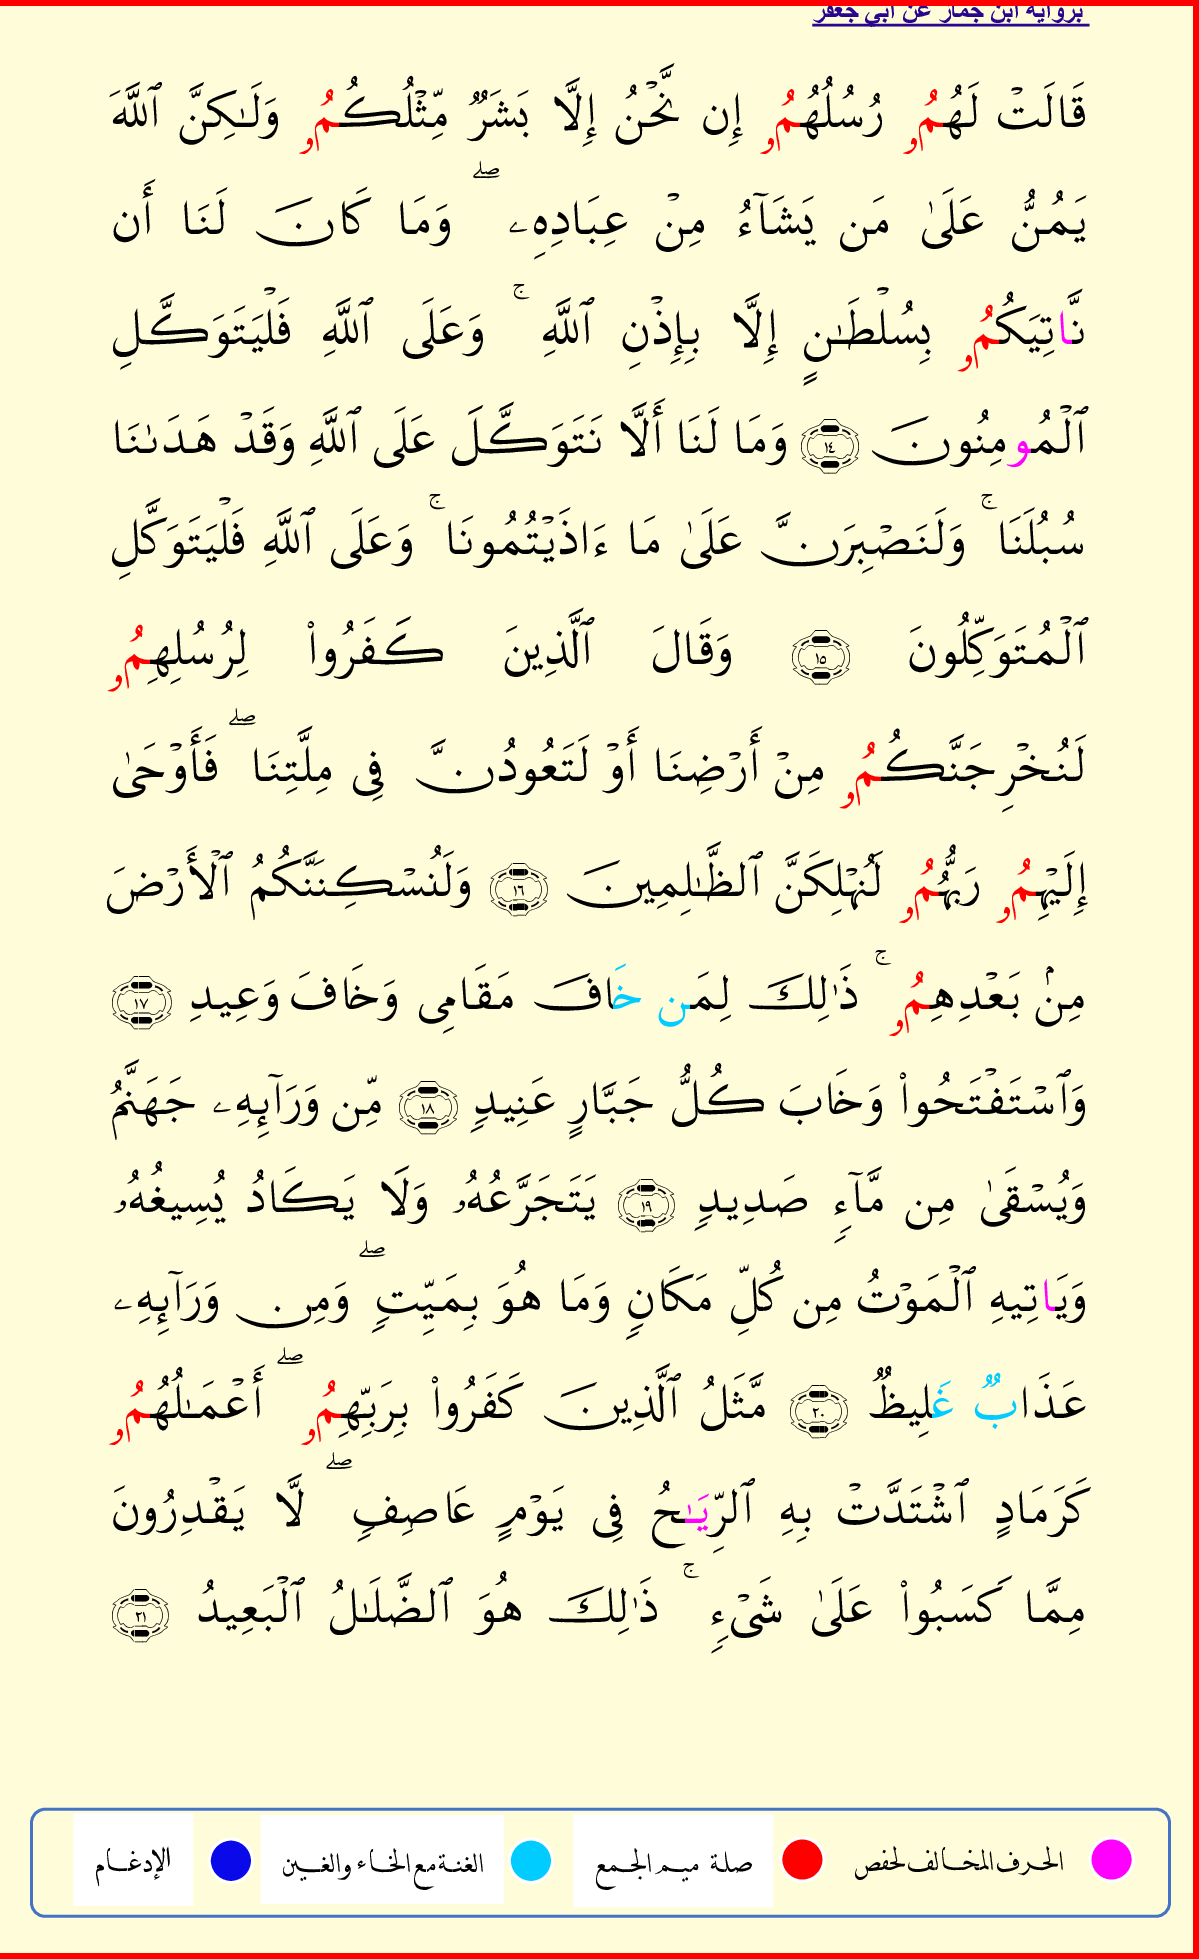 برواية ابن جماز عن أبي جعفر
قَالَتۡ لَهُمُۥ رُسُلُهُمُۥ إِن نَّحۡنُ إِلَّا بَشَرٞ مِّثۡلُكُمُۥ وَلَٰكِنَّ ٱللَّهَ
يَمُنُّ عَلَىٰ مَن يَشَآءُ مِنۡ عِبَادِهِۦۖ وَمَا كَانَ لَنَا أَن
نَّاتِيَكُمُۥ بِسُلۡطَٰنٍ إِلَّا بِإِذۡنِ ٱللَّهِۚ وَعَلَى ٱللَّهِ فَلۡيَتَوَكَّلِ
ٱلۡمُومِنُونَ ١٤ وَمَا لَنَا أَلَّا نَتَوَكَّلَ عَلَى ٱللَّهِ وَقَدۡ هَدَىٰنَا
سُبُلَنَاۚ وَلَنَصۡبِرَنَّ عَلَىٰ مَا ءَاذَيۡتُمُونَاۚ وَعَلَى ٱللَّهِ فَلۡيَتَوَكَّلِ
ٱلۡمُتَوَكِّلُونَ ١٥ وَقَالَ ٱلَّذِينَ كَفَرُواْ لِرُسُلِهِمُۥ
لَنُخۡرِجَنَّكُمُۥ مِنۡ أَرۡضِنَا أَوۡ لَتَعُودُنَّ فِي مِلَّتِنَاۖ فَأَوۡحَىٰ
إِلَيۡهِمُۥ رَبُّهُمُۥ لَنُهۡلِكَنَّ ٱلظَّٰلِمِينَ ١٦ وَلَنُسۡكِنَنَّكُمُ ٱلۡأَرۡضَ
مِنۢ بَعۡدِهِمُۥۚ ذَٰلِكَ لِمَن خَافَ مَقَامِي وَخَافَ وَعِيدِ ١٧
وَٱسۡتَفۡتَحُواْ وَخَابَ كُلُّ جَبَّارٍ عَنِيدٖ ١٨ مِّن وَرَآئِهِۦ جَهَنَّمُ
وَيُسۡقَىٰ مِن مَّآءٖ صَدِيدٖ ١٩ يَتَجَرَّعُهُۥ وَلَا يَكَادُ يُسِيغُهُۥ
وَيَاتِيهِ ٱلۡمَوۡتُ مِن كُلِّ مَكَانٖ وَمَا هُوَ بِمَيِّتٖۖ وَمِن وَرَآئِهِۦ
عَذَابٌ غَلِيظٞ ٢٠ مَّثَلُ ٱلَّذِينَ كَفَرُواْ بِرَبِّهِمُۥۖ أَعۡمَٰلُهُمُۥ
كَرَمَادٍ ٱشۡتَدَّتۡ بِهِ ٱلرِّيَٰحُ فِي يَوۡمٍ عَاصِفٖۖ لَّا يَقۡدِرُونَ
مِمَّا كَسَبُواْ عَلَىٰ شَيۡءٖۚ ذَٰلِكَ هُوَ ٱلضَّلَٰلُ ٱلۡبَعِيدُ ٢١
الحرف المخالف لحفص صلة ميم الجمع الغنة مع الخاء والغين الإدغام